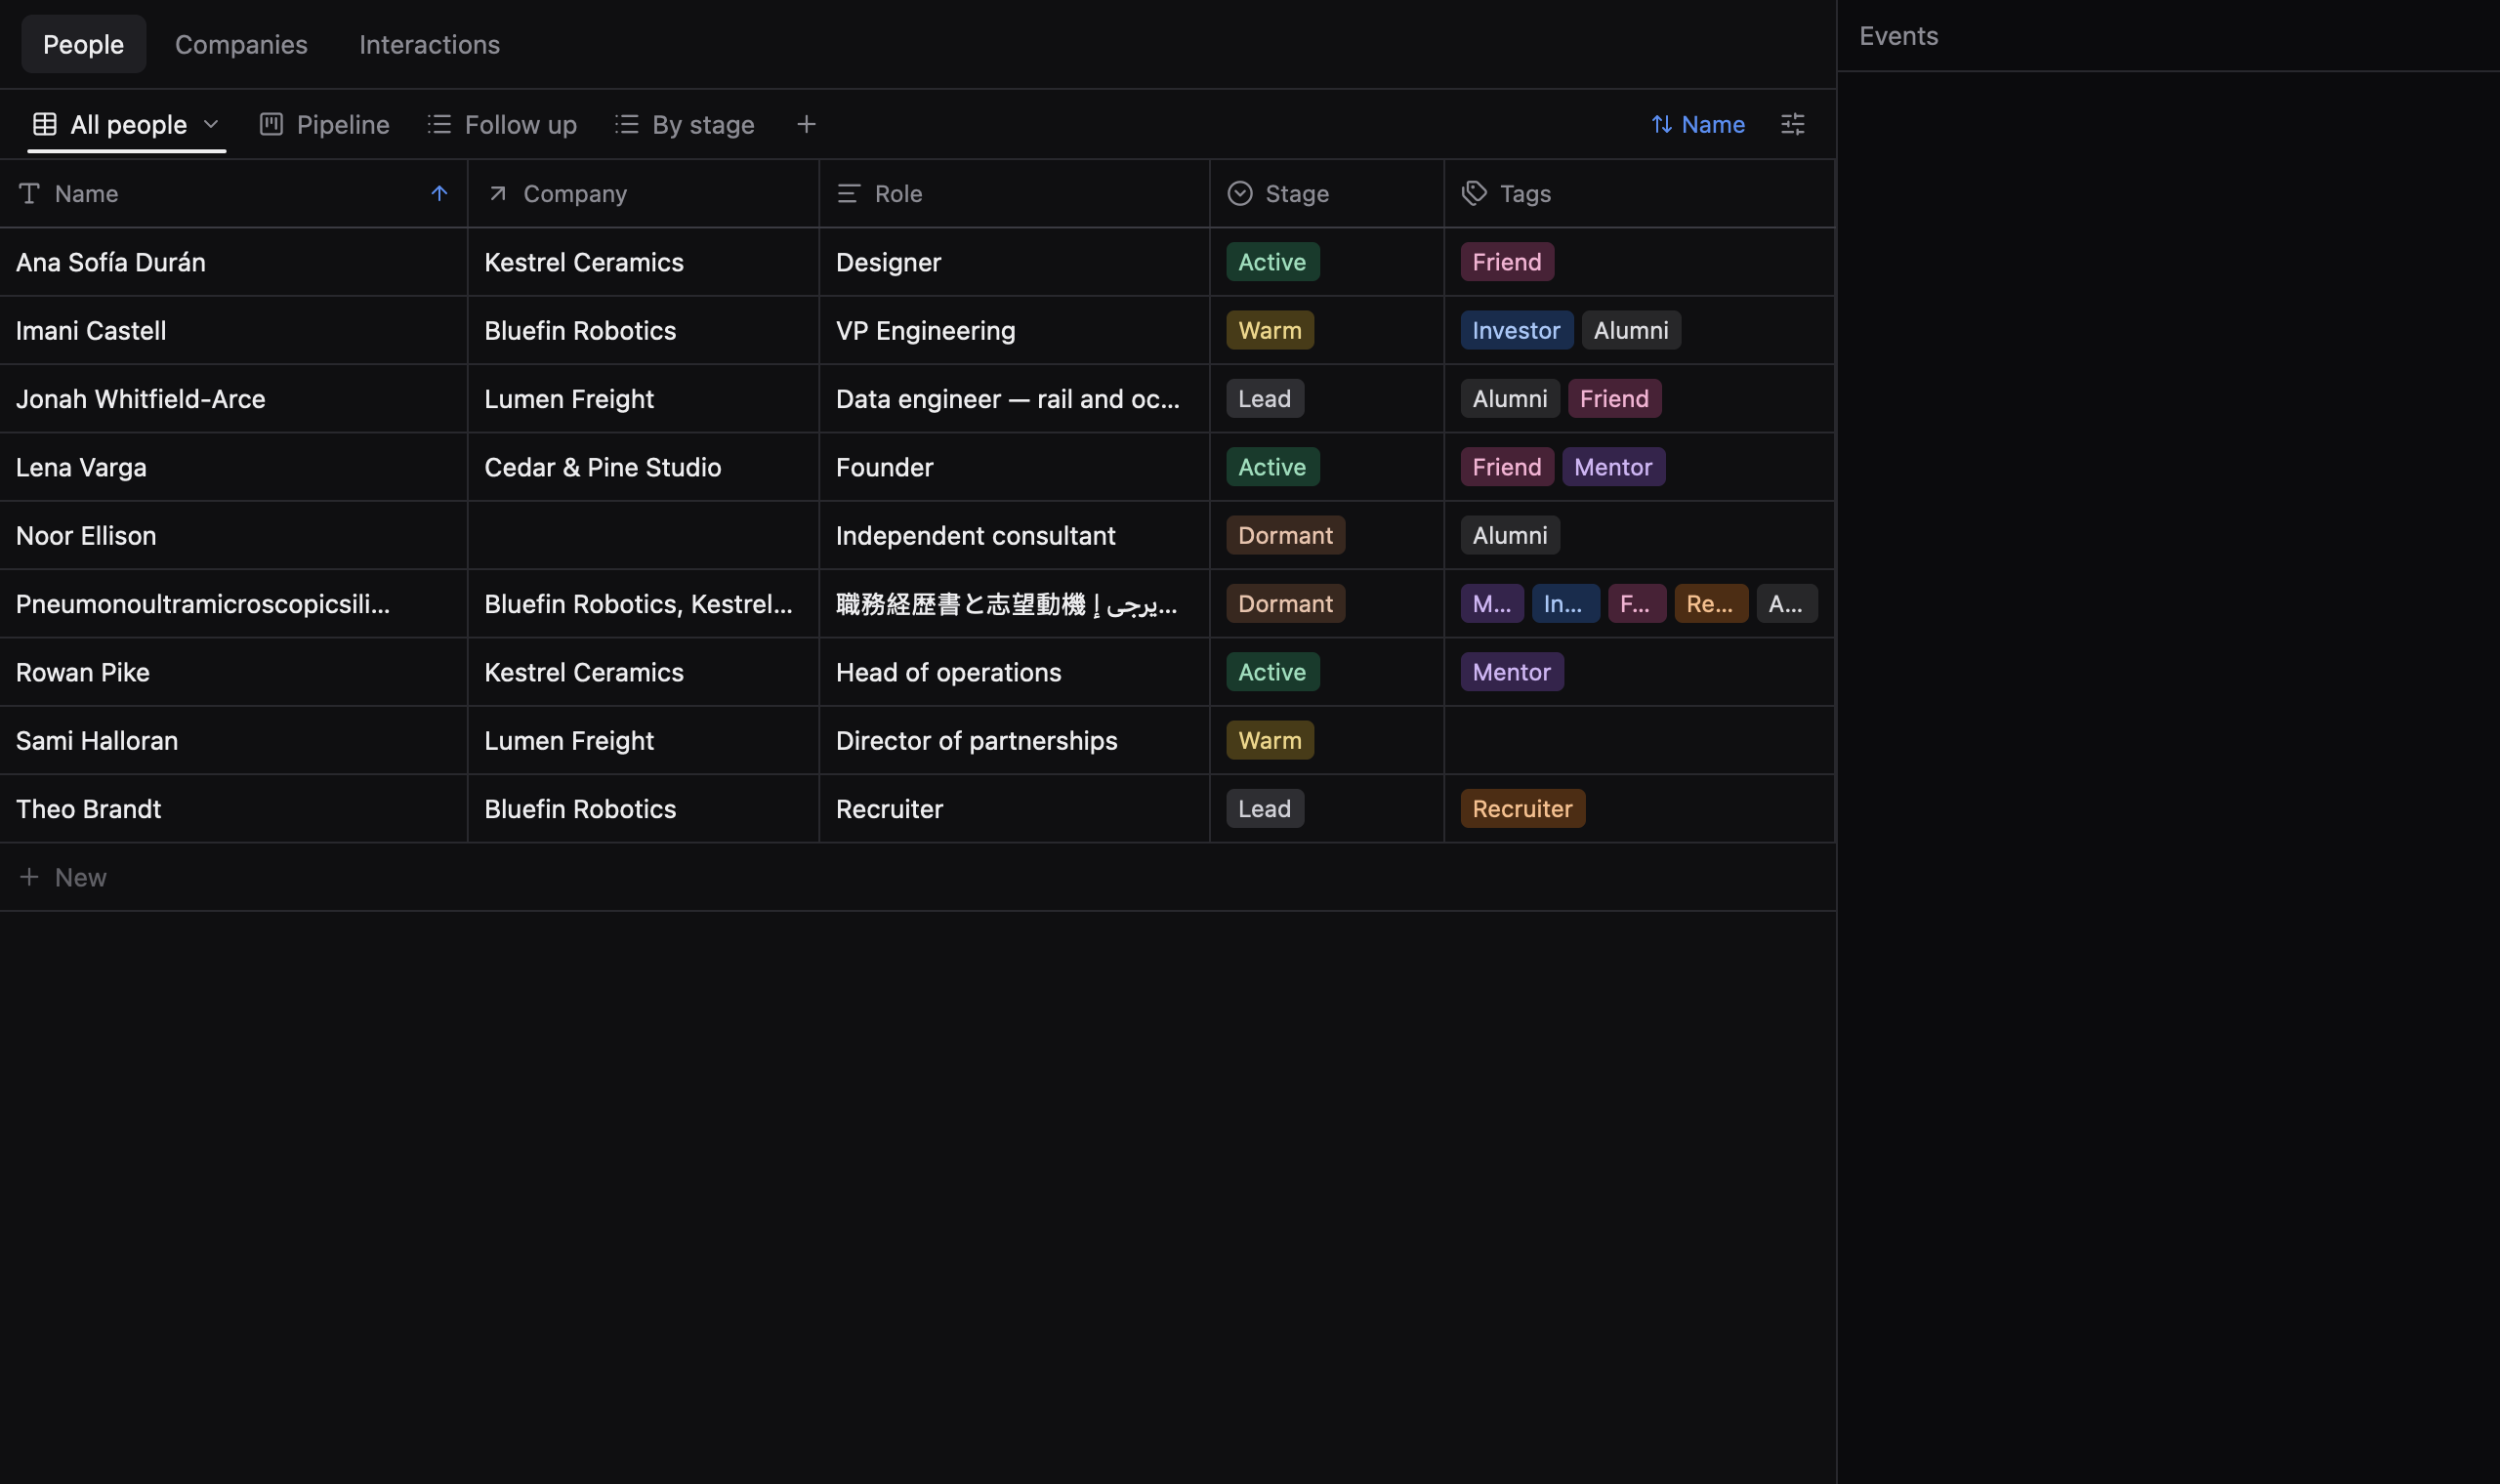 People Companies Interactions
Events
All people Pipeline Follow up By stage Name
Name Company Role Stage Tags
Ana Sofía Durán Kestrel Ceramics Designer Active Friend
Imani Castell Bluefin Robotics VP Engineering Warm Investor Alumni
Jonah Whitfield-Arce Lumen Freight Data engineer — rail and oc... Lead Alumni Friend
Lena Varga Cedar & Pine Studio Founder Active Friend Mentor
Noor Ellison Independent consultant Dormant Alumni
Pneumonoultramicroscopicsili... Bluefin Robotics, Kestrel... 職務経歴書と志望動機 | يرجى إ... Dormant M... In... F... Re... A...
Rowan Pike Kestrel Ceramics Head of operations Active Mentor
Sami Halloran Lumen Freight Director of partnerships Warm
Theo Brandt Bluefin Robotics Recruiter Lead Recruiter
New